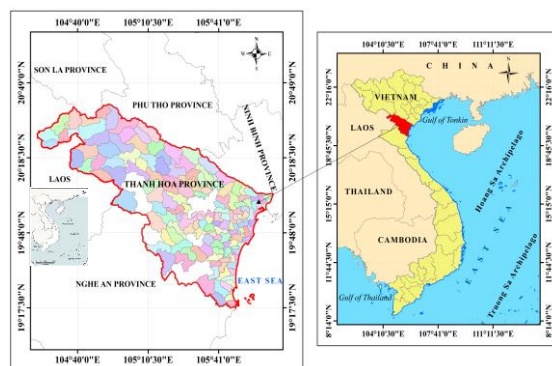 104°40'0"E 105°10'30"E 105°41'0"E
SON LA PROVINCE
PHU THO PROVINCE
NINH BINH PROVINCE
LAOS
THANH HOA PROVINCE
EAST SEA
NGHE AN PROVINCE
20°49'0"N
20°18'30"N
19°48'0"N
19°17'30"N
104°40'0"E 105°10'30"E 105°41'0"E
104°10'0"E 107°41'0"E 111°11'0"E
CHINA
VIETNAM
Gulf of Tonkin
LAOS
Hoang Sa Archipelago
THAILAND
CAMBODIA
EAST SEA
Gulf of Thailand
Truong Sa Archipelago
22°16'0"N
18°45'30"N
15°15'0"N
11°44'30"N
8°14'0"N
104°10'0"E 107°41'0"E 111°11'0"E